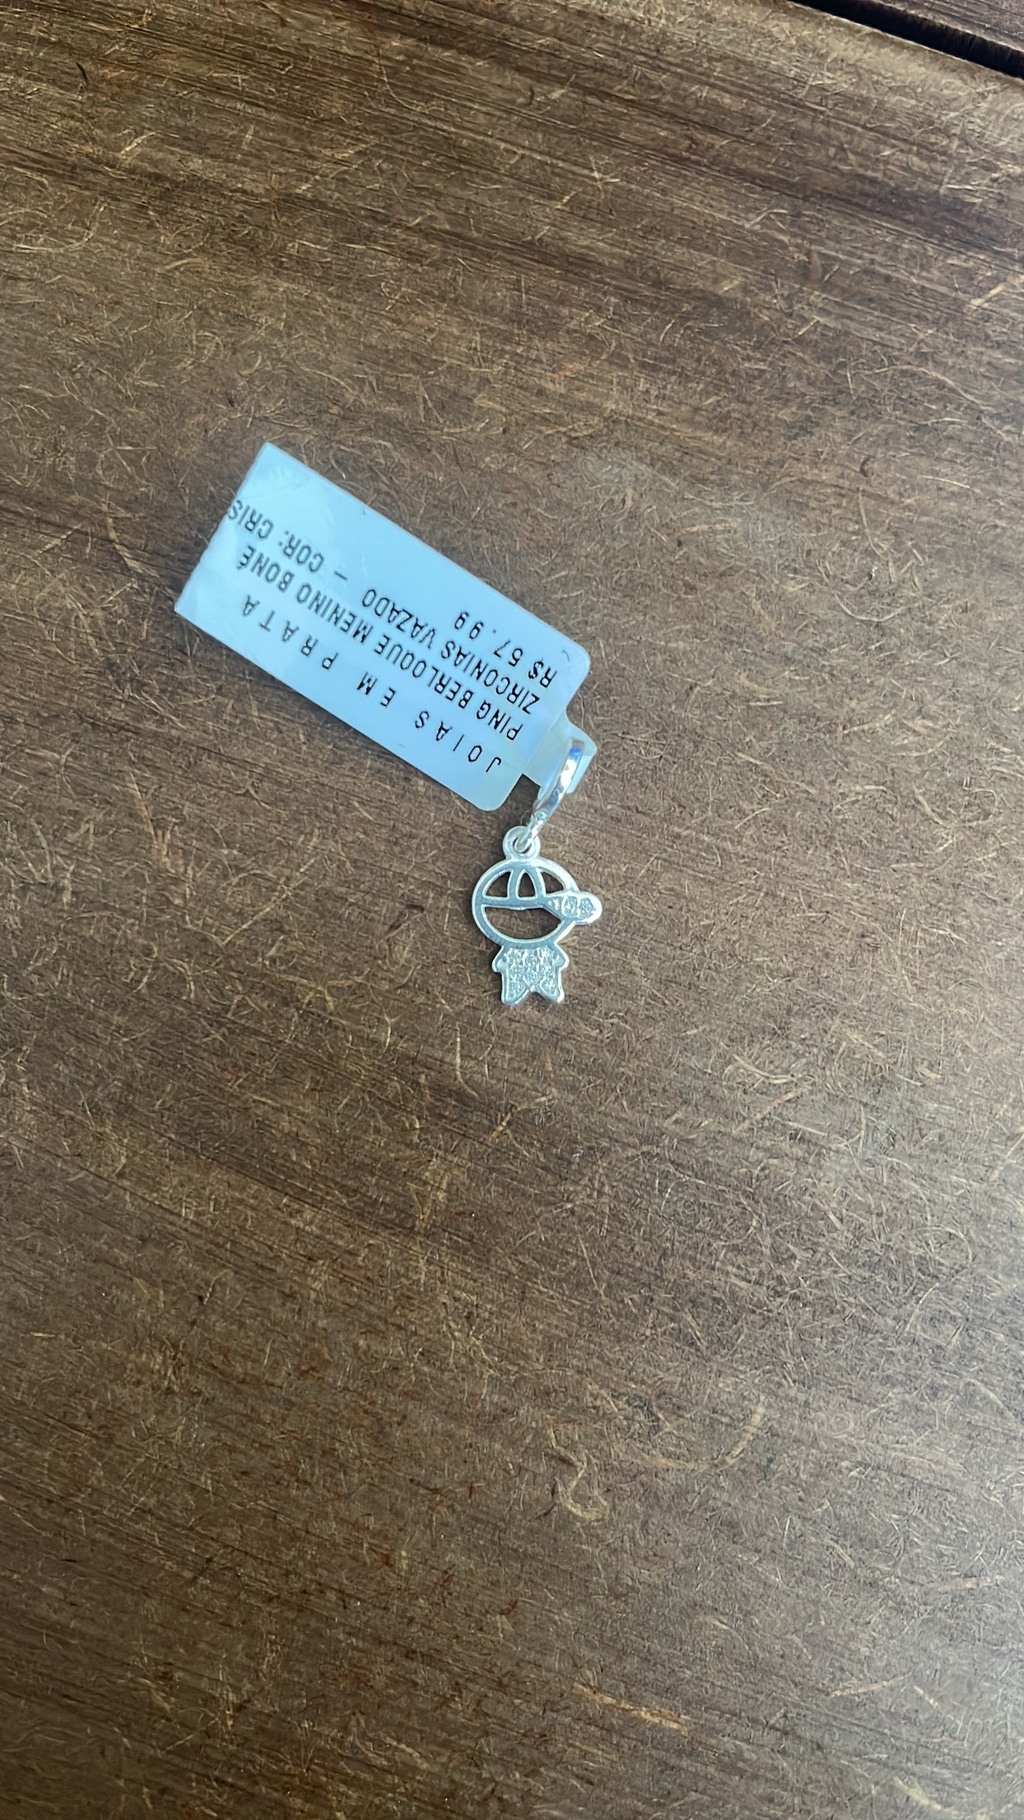 JOIAS EM PRATA
PING BERLOQUE MENINO BONÉ
ZIRCONIAS VAZADO - COR: CRIS
R$ 57.99